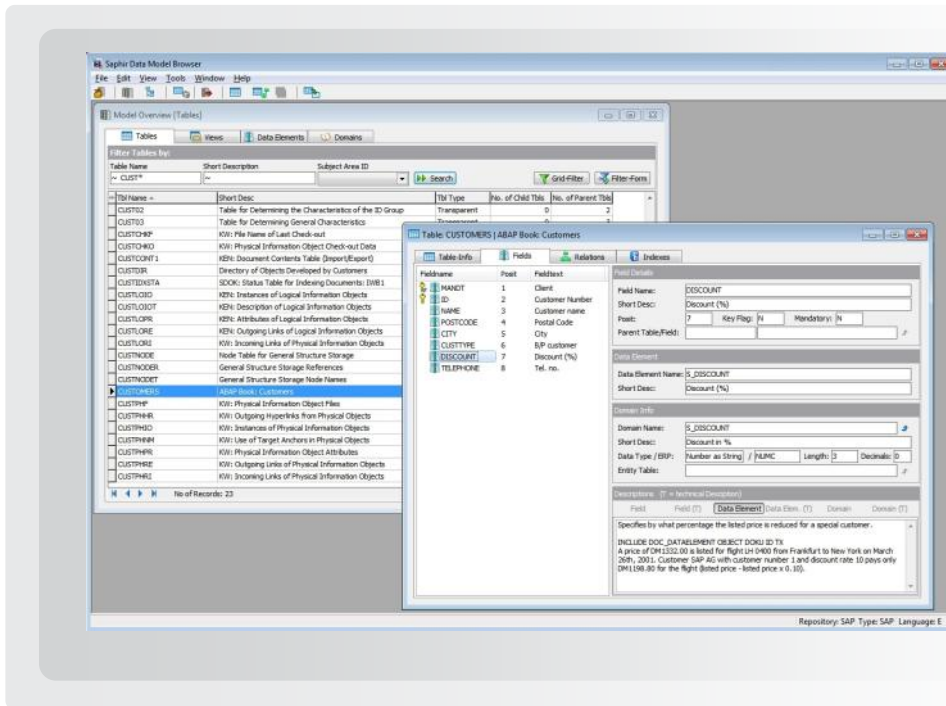 Saphir Data Model Browser
File Edit View Tools Window Help
Model Overview (Tables)
Tables Views Data Elements Domains
Filter Tables by:
Table Name Short Description Subject Area ID
~ CUST* ~ Search Grid-Filter Filter-Form
Tbl Name Short Desc Tbl Type No. of Child Tbls No. of Parent Tbls
CUST02 Table for Determining the Characteristics of the ID Group Transparent 0 2
CUST03 Table for Determining General Characteristics Transparent 0 3
CUSTCHKF KW: File Name of Last Check-out
CUSTCHKO KW: Physical Information Object Check-out Data
CUSTCONT1 KEN: Document Contents Table (Import/Export)
CUSTDIR Directory of Objects Developed by Customers
CUSTIDXSTA SDOK: Status Table for Indexing Documents: IWB1
CUSTLOIO KEN: Instances of Logical Information Objects
CUSTLOIOT KEN: Description of Logical Information Objects
CUSTLOPR KEN: Attributes of Logical Information Objects
CUSTLORE KEN: Outgoing Links of Logical Information Objects
CUSTLORI KW: Incoming Links of Physical Information Objects
CUSTNODE Node Table for General Structure Storage
CUSTNODER General Structure Storage References
CUSTNODET General Structure Storage Node Names
CUSTOMERS ABAP Book: Customers
CUSTPHF KW: Physical Information Object Files
CUSTPHHR KW: Outgoing Hyperlinks from Physical Objects
CUSTPHIO KW: Instances of Physical Information Objects
CUSTPHNM KW: Use of Target Anchors in Physical Objects
CUSTPHPR KW: Physical Information Object Attributes
CUSTPHRE KW: Outgoing Links of Physical Information Objects
CUSTPHRI KW: Incoming Links of Physical Information Objects
No of Records: 23
Table: CUSTOMERS | ABAP Book: Customers
Table-Info Fields Relations Indexes
Fieldname Posit Fieldtext
MANDT 1 Client
ID 2 Customer Number
NAME 3 Customer name
POSTCODE 4 Postal Code
CITY 5 City
CUSTTYPE 6 B/P customer
DISCOUNT 7 Discount (%)
TELEPHONE 8 Tel. no.
Field Details
Field Name: DISCOUNT
Short Desc: Discount (%)
Posit: 7 Key Flag: N Mandatory: N
Parent Table/Field:
Data Element
Data Element Name: S_DISCOUNT
Short Desc: Discount (%)
Domain Info
Domain Name: S_DISCOUNT
Short Desc: Discount in %
Data Type / ERP: Number as String / NUMC Length: 3 Decimals: 0
Entity Table:
Descriptions (T = technical Desciption)
Field Field (T) Data Element Data Elem. (T) Domain Domain (T)
Specifies by what percentage the listed price is reduced for a special customer.
INCLUDE DOC_DATAELEMENT OBJECT DOKU ID TX
A price of DM1332.00 is listed for flight LH 0400 from Frankfurt to New York on March
26th, 2001. Customer SAP AG with customer number 1 and discount rate 10 pays only
DM1198.80 for the flight (listed price - listed price x 0.10).
Repository: SAP Type: SAP Language: E